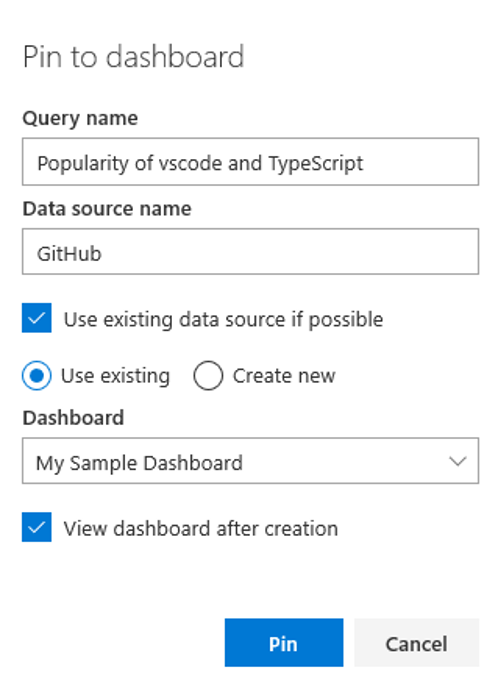 Pin to dashboard
Query name
Popularity of vscode and TypeScript
Data source name
GitHub
Use existing data source if possible
Use existing Create new
Dashboard
My Sample Dashboard
View dashboard after creation
Pin Cancel